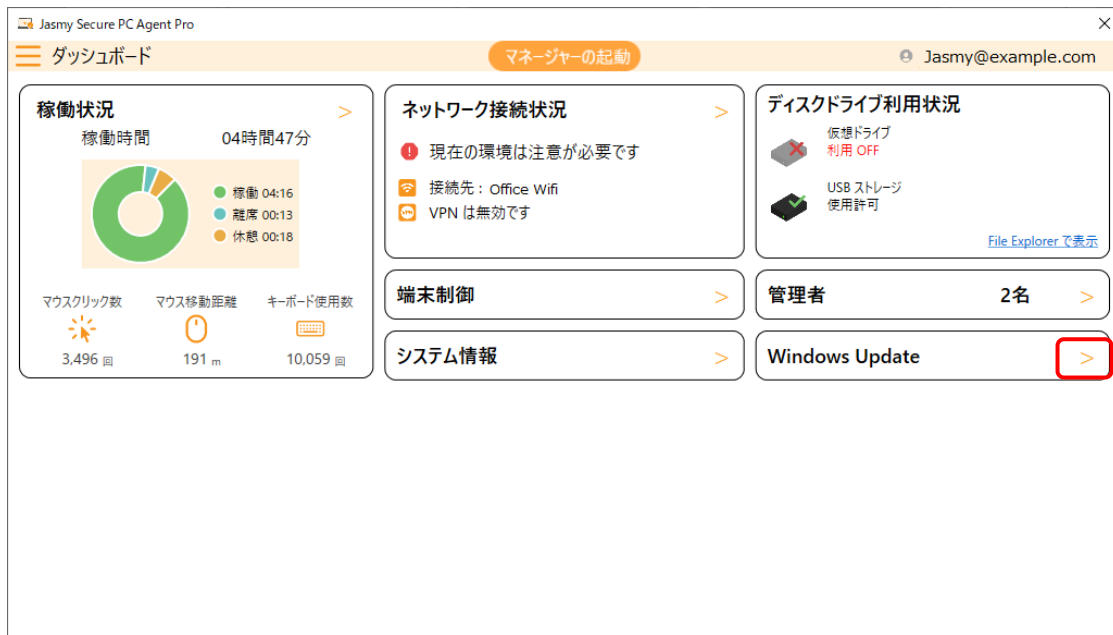 Jasmy Secure PC Agent Pro
ダッシュボード
マネージャーの起動
Jasmy@example.com
稼働状況 >
稼働時間 04時間47分
稼働 04:16
離席 00:13
休憩 00:18
マウスクリック数 マウス移動距離 キーボード使用数
3,496 回 191 m 10,059 回
ネットワーク接続状況 >
現在の環境は注意が必要です
接続先 : Office Wifi
VPN
VPN は無効です
ディスクドライブ利用状況
仮想ドライブ
利用 OFF
USB ストレージ
使用許可
File Explorer で表示
端末制御 >
管理者 2名 >
システム情報 >
Windows Update >